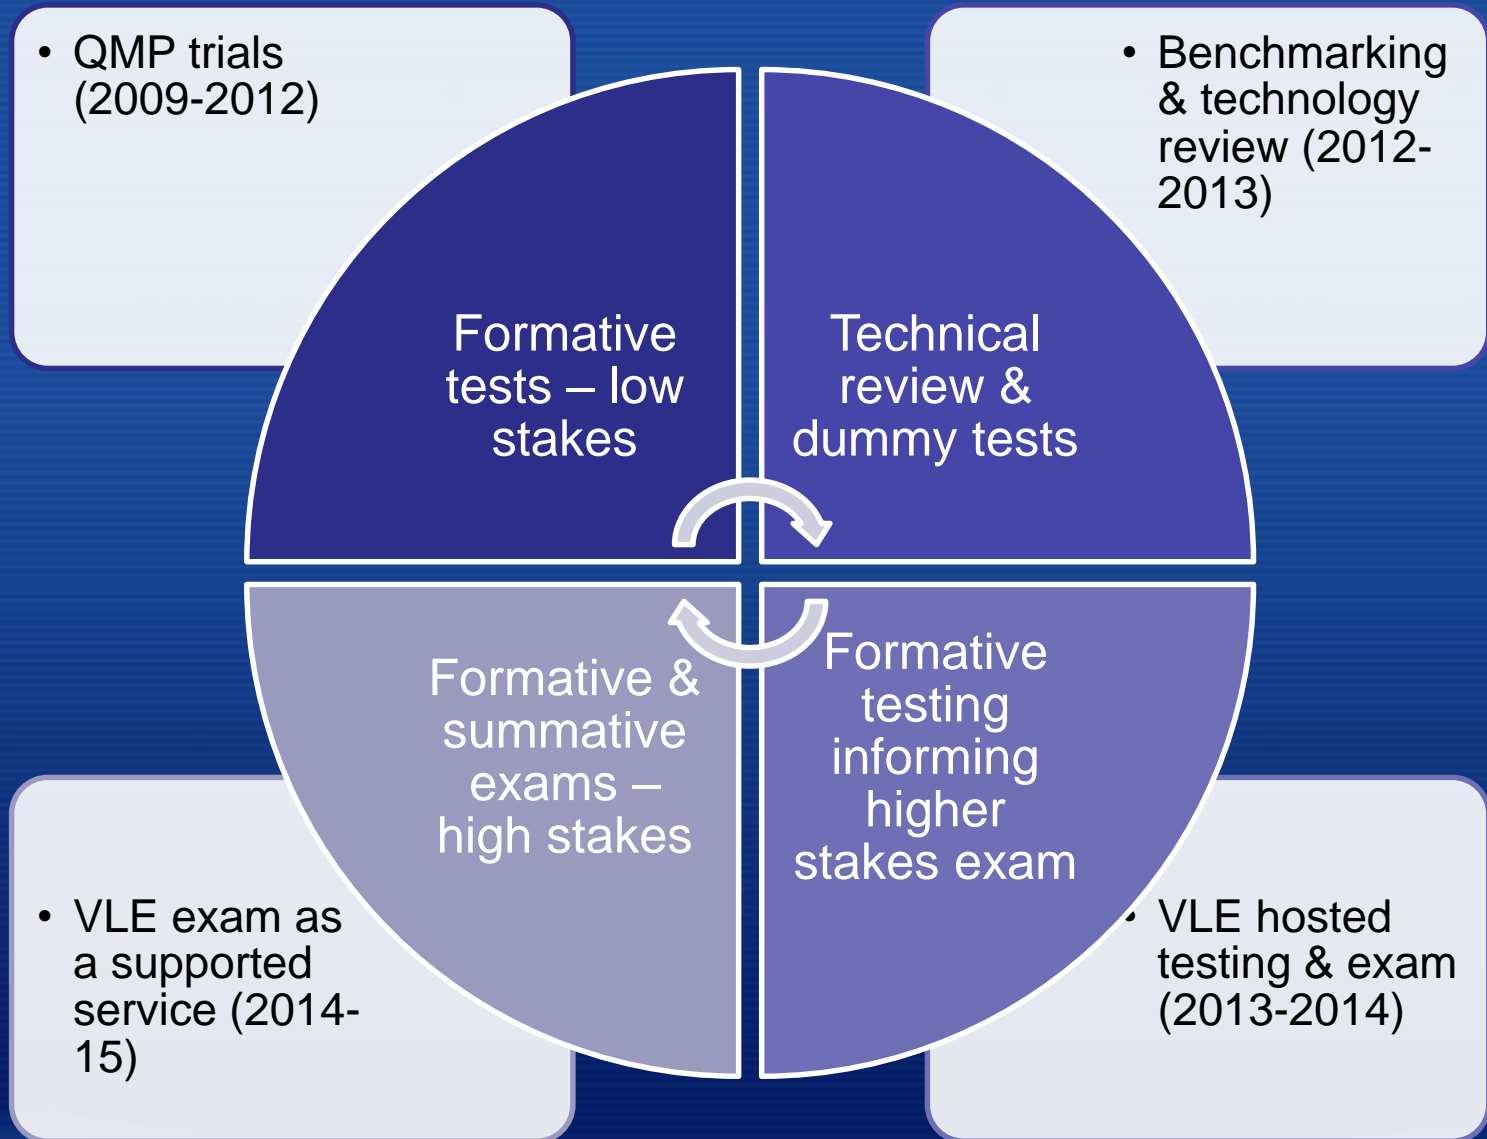 • QMP trials
(2009-2012)
• Benchmarking
& technology
review (2012-
2013)
Formative
tests – low
stakes
Technical
review &
dummy tests
Formative &
summative
exams –
high stakes
Formative
testing
informing
higher
stakes exam
• VLE exam as
a supported
service (2014-
15)
• VLE hosted
testing & exam
(2013-2014)